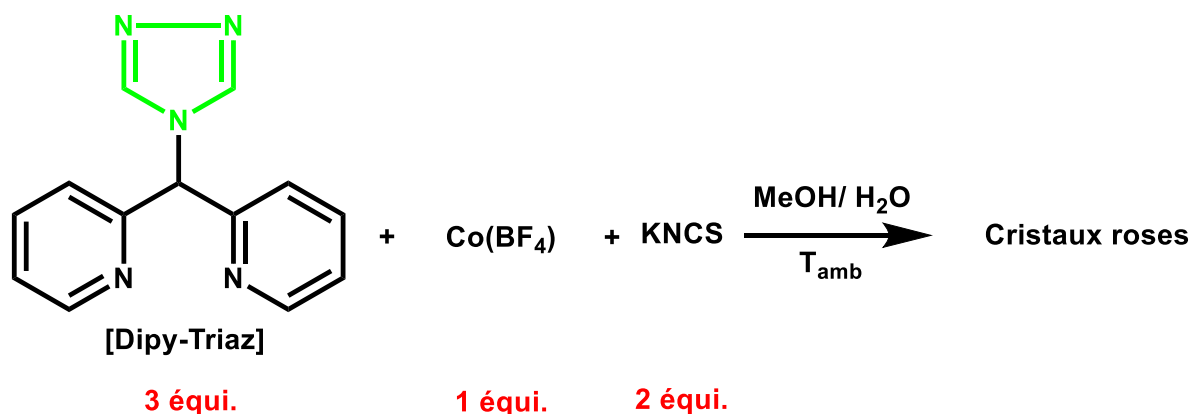 N N
N
N N
[Dipy-Triaz]
+
Co(BF₄)
+
KNCS
MeOH/ H₂O
Tamb
Cristaux roses
3 équi.
1 équi.
2 équi.